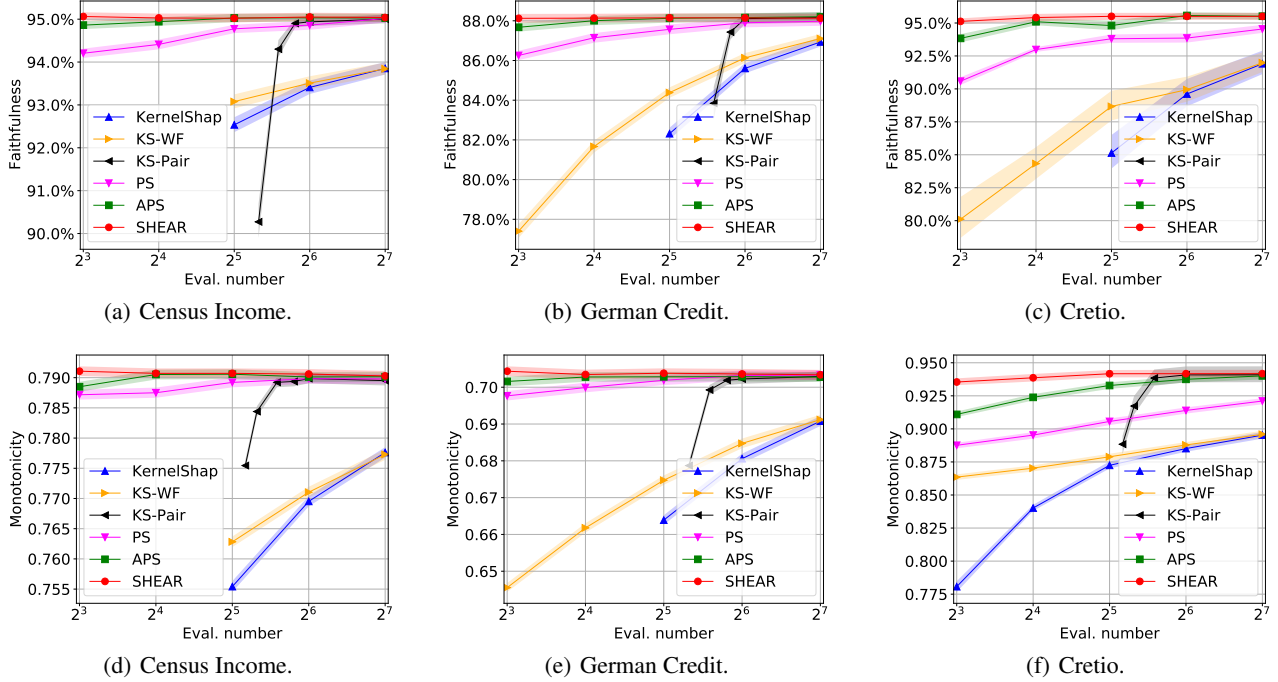 95.0%
94.0%
93.0%
92.0%
91.0%
90.0%
Faithfulness
KernelShap
KS-WF
KS-Pair
PS
APS
SHEAR
2^3 2^4 2^5 2^6 2^7
Eval. number
(a) Census Income.
88.0%
86.0%
84.0%
82.0%
80.0%
78.0%
Faithfulness
KernelShap
KS-WF
KS-Pair
PS
APS
SHEAR
2^3 2^4 2^5 2^6 2^7
Eval. number
(b) German Credit.
95.0%
92.5%
90.0%
87.5%
85.0%
82.5%
80.0%
Faithfulness
KernelShap
KS-WF
KS-Pair
PS
APS
SHEAR
2^3 2^4 2^5 2^6 2^7
Eval. number
(c) Cretio.
0.790
0.785
0.780
0.775
0.770
0.765
0.760
0.755
Monotonicity
KernelShap
KS-WF
KS-Pair
PS
APS
SHEAR
2^3 2^4 2^5 2^6 2^7
Eval. number
(d) Census Income.
0.70
0.69
0.68
0.67
0.66
0.65
Monotonicity
KernelShap
KS-WF
KS-Pair
PS
APS
SHEAR
2^3 2^4 2^5 2^6 2^7
Eval. number
(e) German Credit.
0.950
0.925
0.900
0.875
0.850
0.825
0.800
0.775
Monotonicity
KernelShap
KS-WF
KS-Pair
PS
APS
SHEAR
2^3 2^4 2^5 2^6 2^7
Eval. number
(f) Cretio.